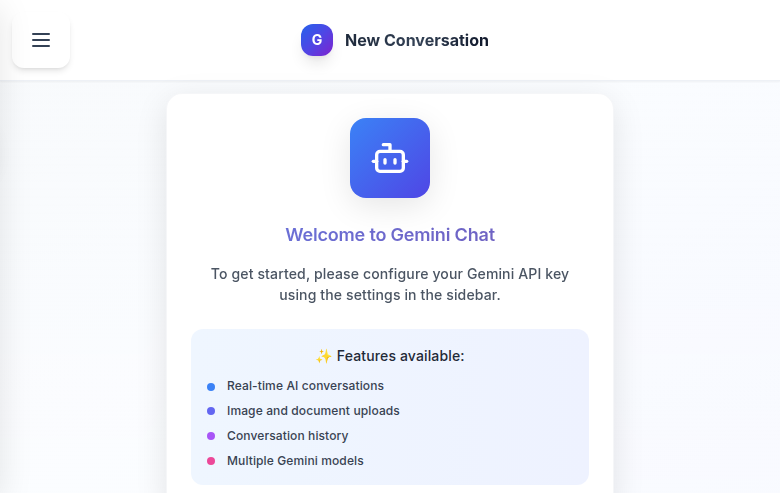 G
New Conversation
Welcome to Gemini Chat
To get started, please configure your Gemini API key
using the settings in the sidebar.
✨ Features available:
Real-time AI conversations
Image and document uploads
Conversation history
Multiple Gemini models